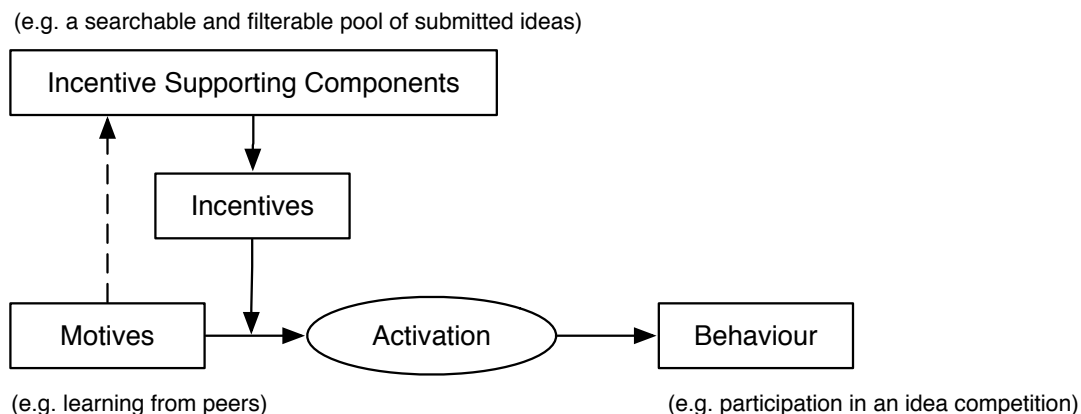 (e.g. a searchable and filterable pool of submitted ideas)
Incentive Supporting Components
Incentives
Motives
Activation
Behaviour
(e.g. learning from peers)
(e.g. participation in an idea competition)